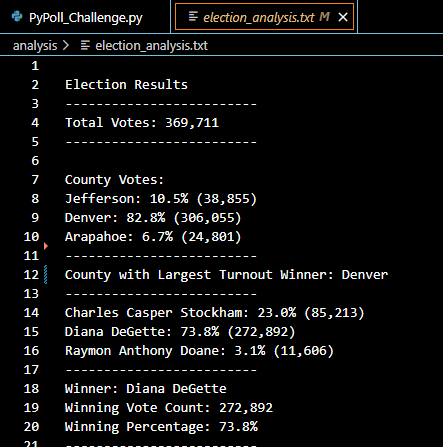 PyPoll_Challenge.py election_analysis.txt M
analysis > election_analysis.txt
1
2 Election Results
3 -------------------------
4 Total Votes: 369,711
5 -------------------------
6
7 County Votes:
8 Jefferson: 10.5% (38,855)
9 Denver: 82.8% (306,055)
10 Arapahoe: 6.7% (24,801)
11 -------------------------
12 County with Largest Turnout Winner: Denver
13 -------------------------
14 Charles Casper Stockham: 23.0% (85,213)
15 Diana DeGette: 73.8% (272,892)
16 Raymon Anthony Doane: 3.1% (11,606)
17 -------------------------
18 Winner: Diana DeGette
19 Winning Vote Count: 272,892
20 Winning Percentage: 73.8%
21 -------------------------